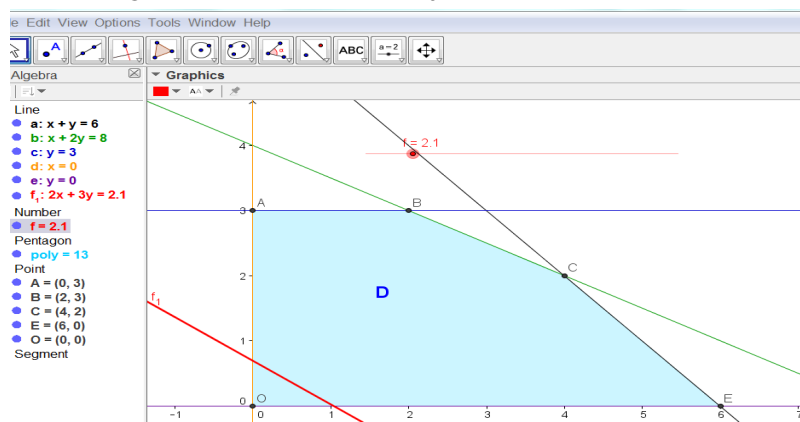 e Edit View Options Tools Window Help
A
ABC
a=2
Algebra
Graphics
AA
Line
a: x + y = 6
b: x + 2y = 8
c: y = 3
d: x = 0
e: y = 0
f₁: 2x + 3y = 2.1
Number
f = 2.1
Pentagon
poly = 13
Point
A = (0, 3)
B = (2, 3)
C = (4, 2)
E = (6, 0)
O = (0, 0)
Segment
f = 2.1
4
3
A
B
C
2
D
f₁
1
0
O
E
-1
0
1
2
3
4
5
6
7